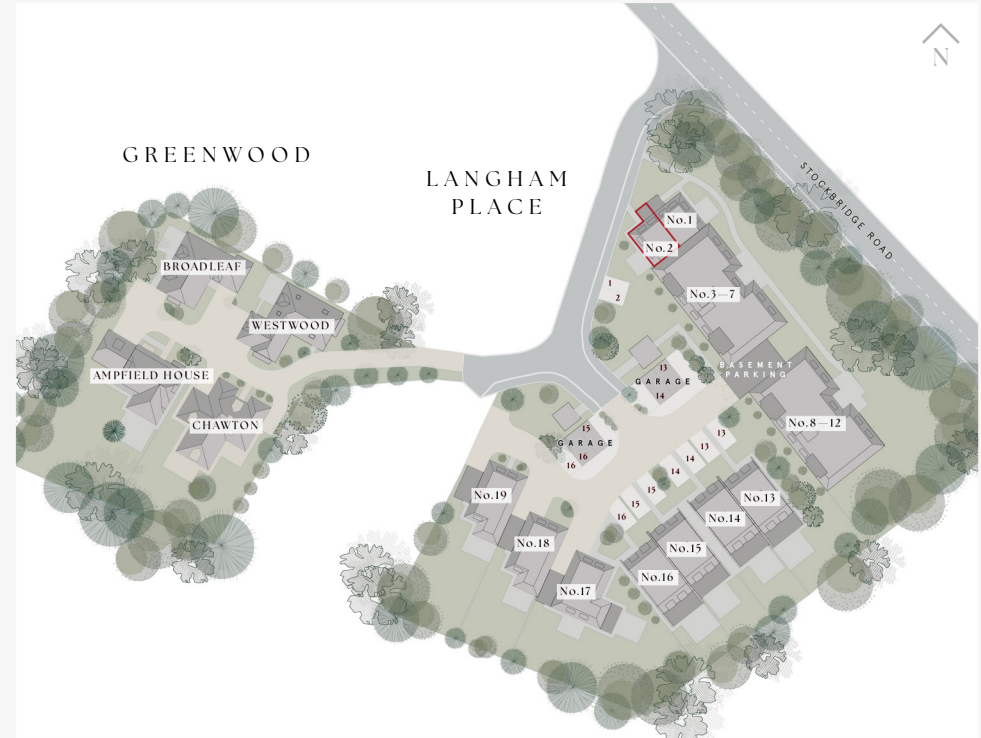 N
GREENWOOD
LANGHAM
PLACE
STOCKBRIDGE ROAD
No.1
No.2
BROADLEAF
1
2
No.3—7
WESTWOOD
BASEMENT
PARKING
13
GARAGE
14
AMPFIELD HOUSE
CHAWTON
No.8—12
15
GARAGE
16
16
13
13
14
14
15
15
16
No.19
No.13
No.14
No.18
No.15
No.16
No.17